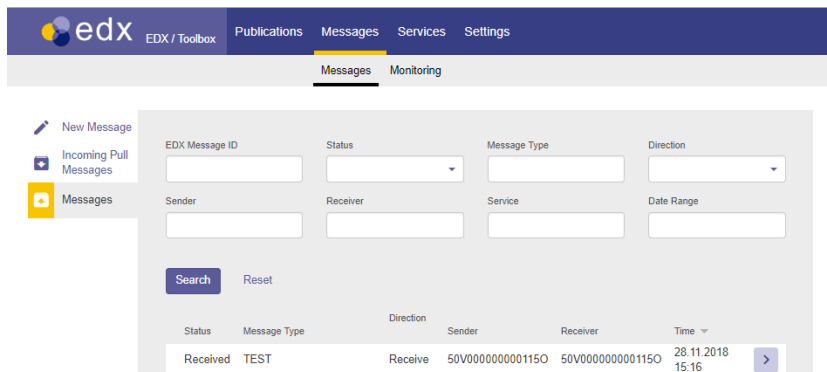 edx EDX / Toolbox Publications Messages Services Settings
Messages Monitoring
New Message
Incoming Pull
Messages
Messages
EDX Message ID Status Message Type Direction
Sender Receiver Service Date Range
Search Reset
Status Message Type Direction Sender Receiver Time
Received TEST Receive 50V000000000115O 50V000000000115O 28.11.2018
15:16